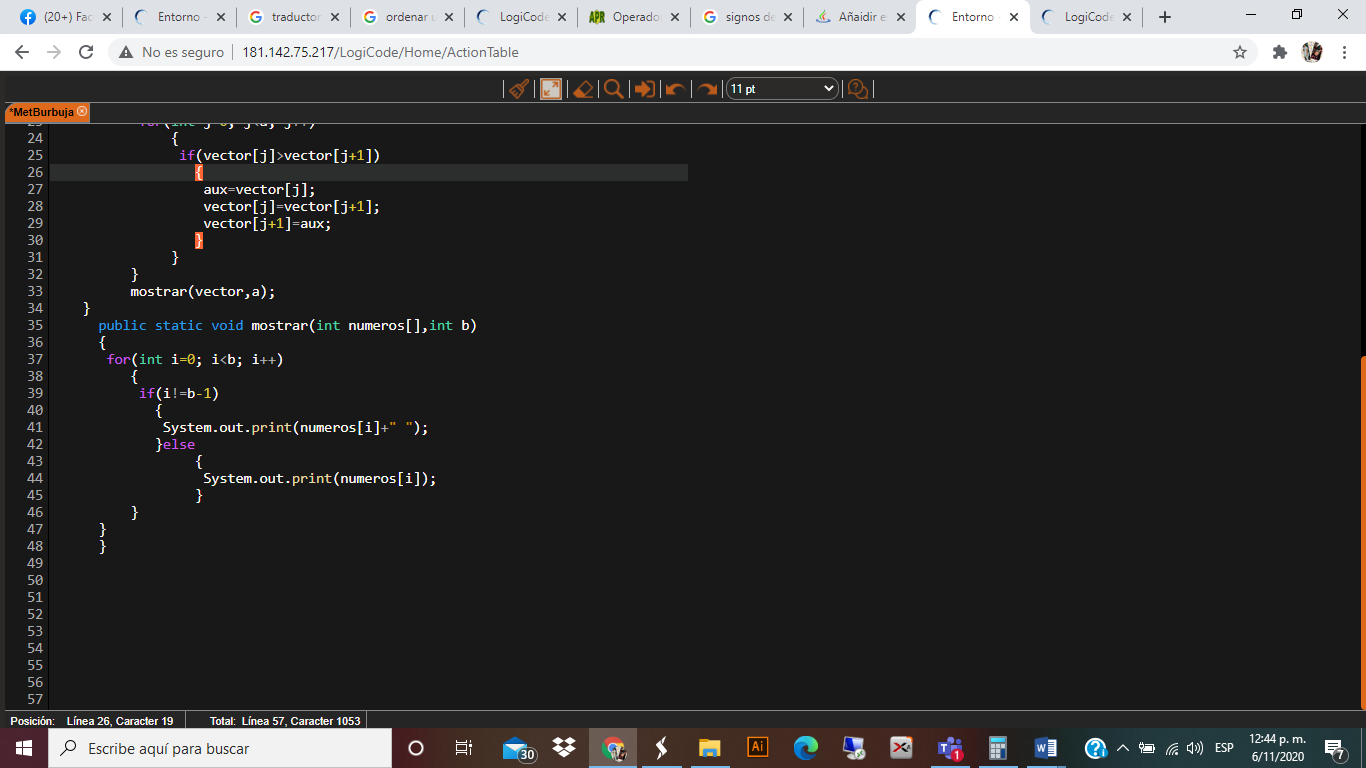 (20+) Fac
Entorno
traductor
ordenar u
LogiCode
APR Operado
signos de
Añaidir e
Entorno
LogiCode
No es seguro 181.142.75.217/LogiCode/Home/ActionTable
11 pt
*MetBurbuja
24 {
25 if(vector[j]>vector[j+1])
26 {
27 aux=vector[j];
28 vector[j]=vector[j+1];
29 vector[j+1]=aux;
30 }
31 }
32 }
33 mostrar(vector,a);
34 }
35 public static void mostrar(int numeros[],int b)
36 {
37 for(int i=0; i<b; i++)
38 {
39 if(i!=b-1)
40 {
41 System.out.print(numeros[i]+" ");
42 }else
43 {
44 System.out.print(numeros[i]);
45 }
46 }
47 }
48 }
49
50
51
52
53
54
55
56
57
Posición: Línea 26, Caracter 19 Total: Línea 57, Caracter 1053
Escribe aquí para buscar
30
Ai
1
ESP
12:44 p. m.
6/11/2020
7